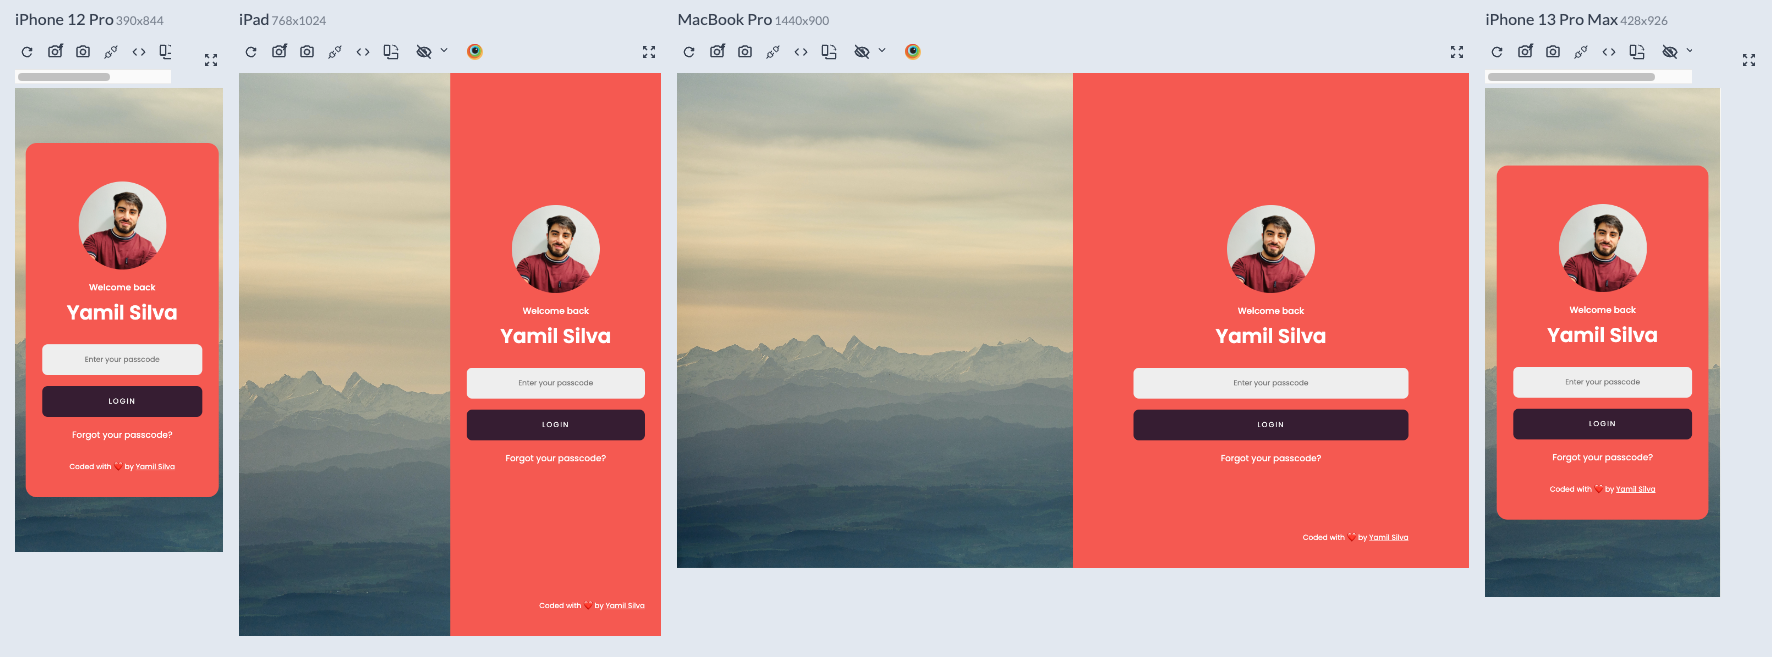 iPhone 12 Pro 390x844
Welcome back
Yamil Silva
Enter your passcode
LOGIN
Forgot your passcode?
Coded with ❤️ by Yamil Silva
iPad 768x1024
Welcome back
Yamil Silva
Enter your passcode
LOGIN
Forgot your passcode?
Coded with ❤️ by Yamil Silva
MacBook Pro 1440x900
Welcome back
Yamil Silva
Enter your passcode
LOGIN
Forgot your passcode?
Coded with ❤️ by Yamil Silva
iPhone 13 Pro Max 428x926
Welcome back
Yamil Silva
Enter your passcode
LOGIN
Forgot your passcode?
Coded with ❤️ by Yamil Silva